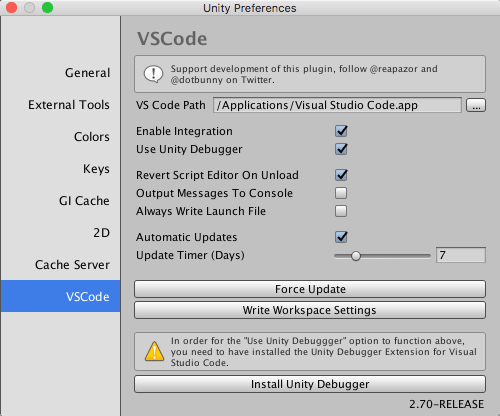 Unity Preferences
General
External Tools
Colors
Keys
GI Cache
2D
Cache Server
VSCode
VSCode
Support development of this plugin, follow @reapazor and
@dotbunny on Twitter.
VS Code Path /Applications/Visual Studio Code.app ...
Enable Integration
Use Unity Debugger
Revert Script Editor On Unload
Output Messages To Console
Always Write Launch File
Automatic Updates
Update Timer (Days) 7
Force Update
Write Workspace Settings
In order for the "Use Unity Debuggger" option to function above,
you need to have installed the Unity Debugger Extension for Visual
Studio Code.
Install Unity Debugger
2.70-RELEASE